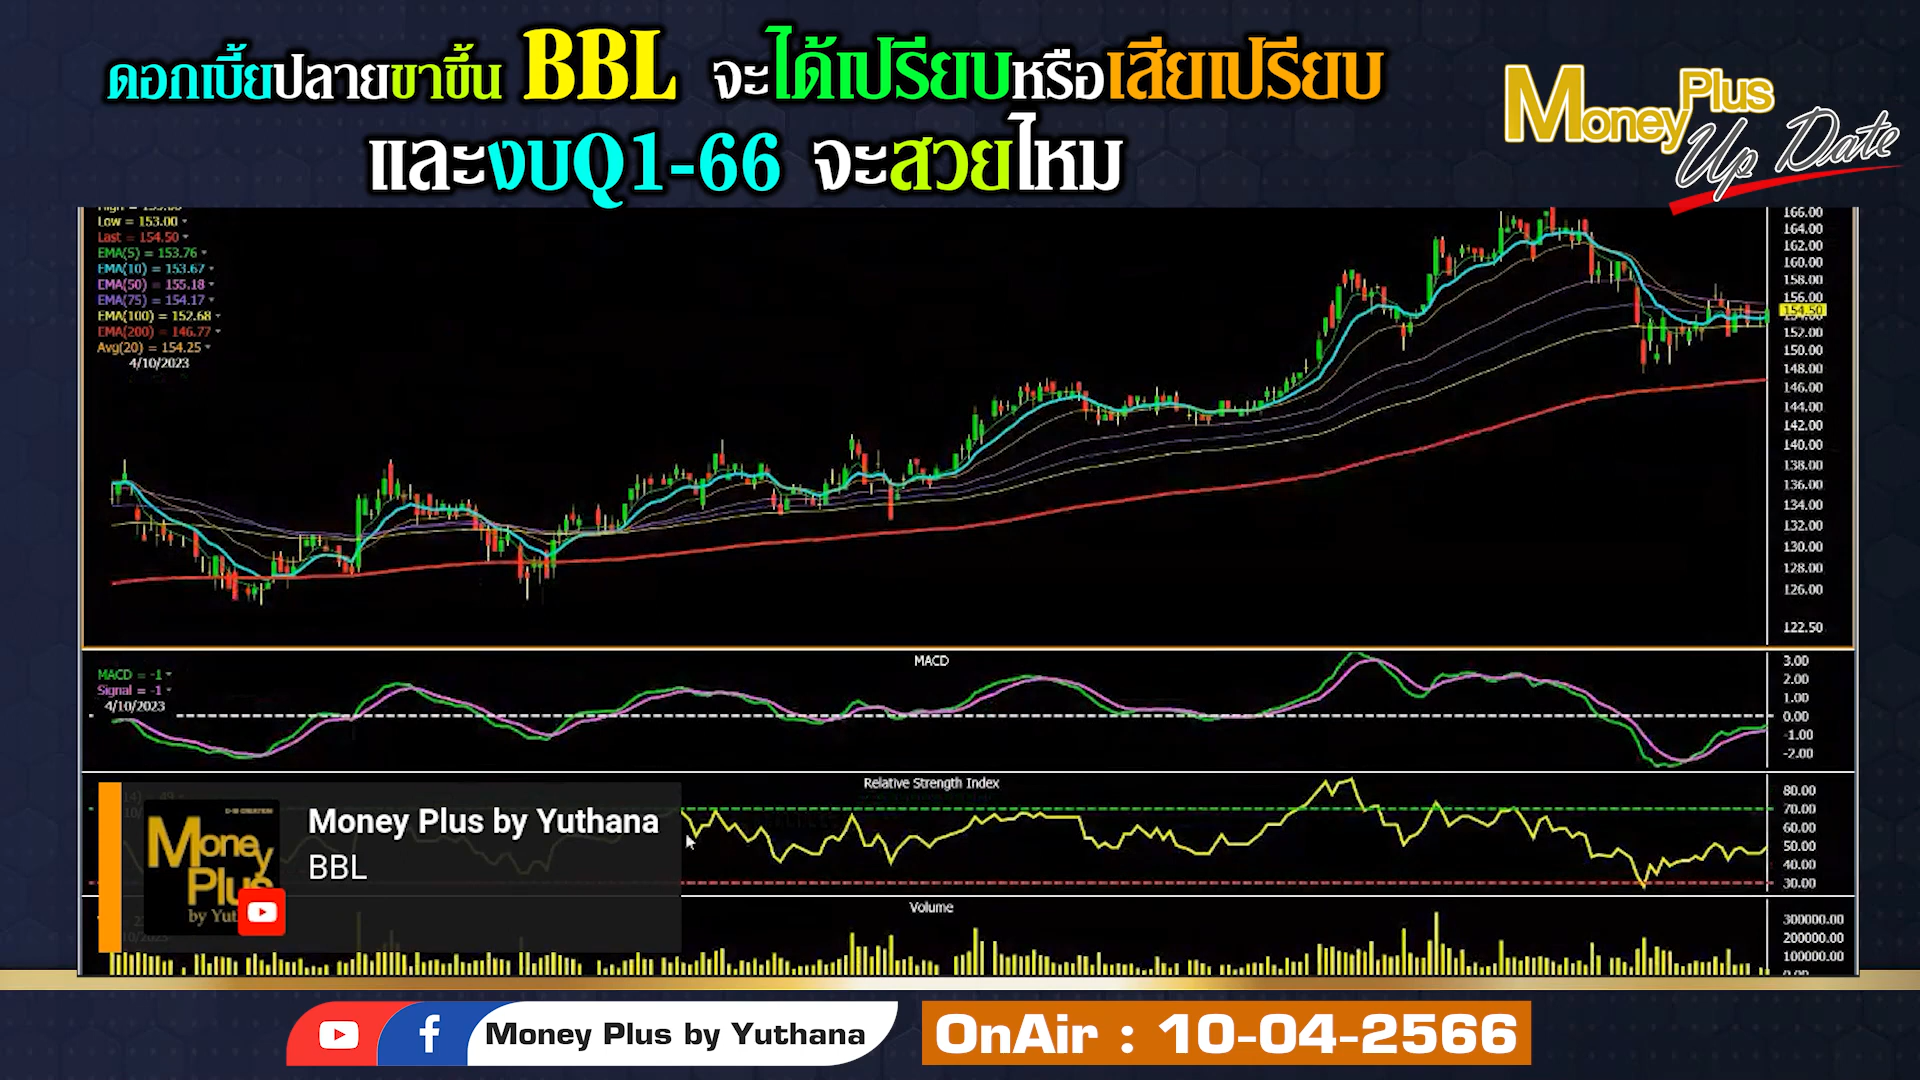 ดอกเบี้ยปลายขาขึ้น BBL จะได้เปรียบหรือเสียเปรียบ
และงบQ1-66 จะสวยไหม
Money Plus
Up Date
Low = 153.00
Last = 154.50
EMA(5) = 153.76
EMA(10) = 153.67
EMA(50) = 155.18
EMA(75) = 154.17
EMA(100) = 152.68
EMA(200) = 146.77
Avg(20) = 154.25
4/10/2023
166.00
164.00
162.00
160.00
158.00
156.00
154.50
152.00
150.00
148.00
146.00
144.00
142.00
140.00
138.00
136.00
134.00
132.00
130.00
128.00
126.00
122.50
MACD
MACD = -1
Signal = -1
4/10/2023
3.00
2.00
1.00
0.00
-1.00
-2.00
Relative Strength Index
80.00
70.00
60.00
50.00
40.00
30.00
Money Plus by Yuthana
BBL
Money
Plus
by Yut
Volume
300000.00
200000.00
100000.00
Money Plus by Yuthana
OnAir : 10-04-2566